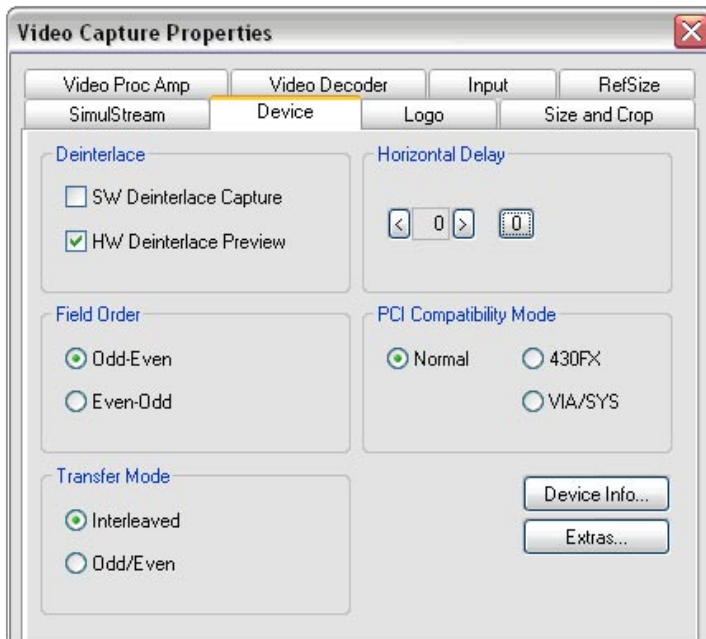 Video Capture Properties
Video Proc Amp Video Decoder Input RefSize
SimulStream Device Logo Size and Crop
Deinterlace
SW Deinterlace Capture
HW Deinterlace Preview
Horizontal Delay
< 0 > 0
Field Order
Odd-Even
Even-Odd
PCI Compatibility Mode
Normal 430FX
VIA/SYS
Transfer Mode
Interleaved
Odd/Even
Device Info...
Extras...